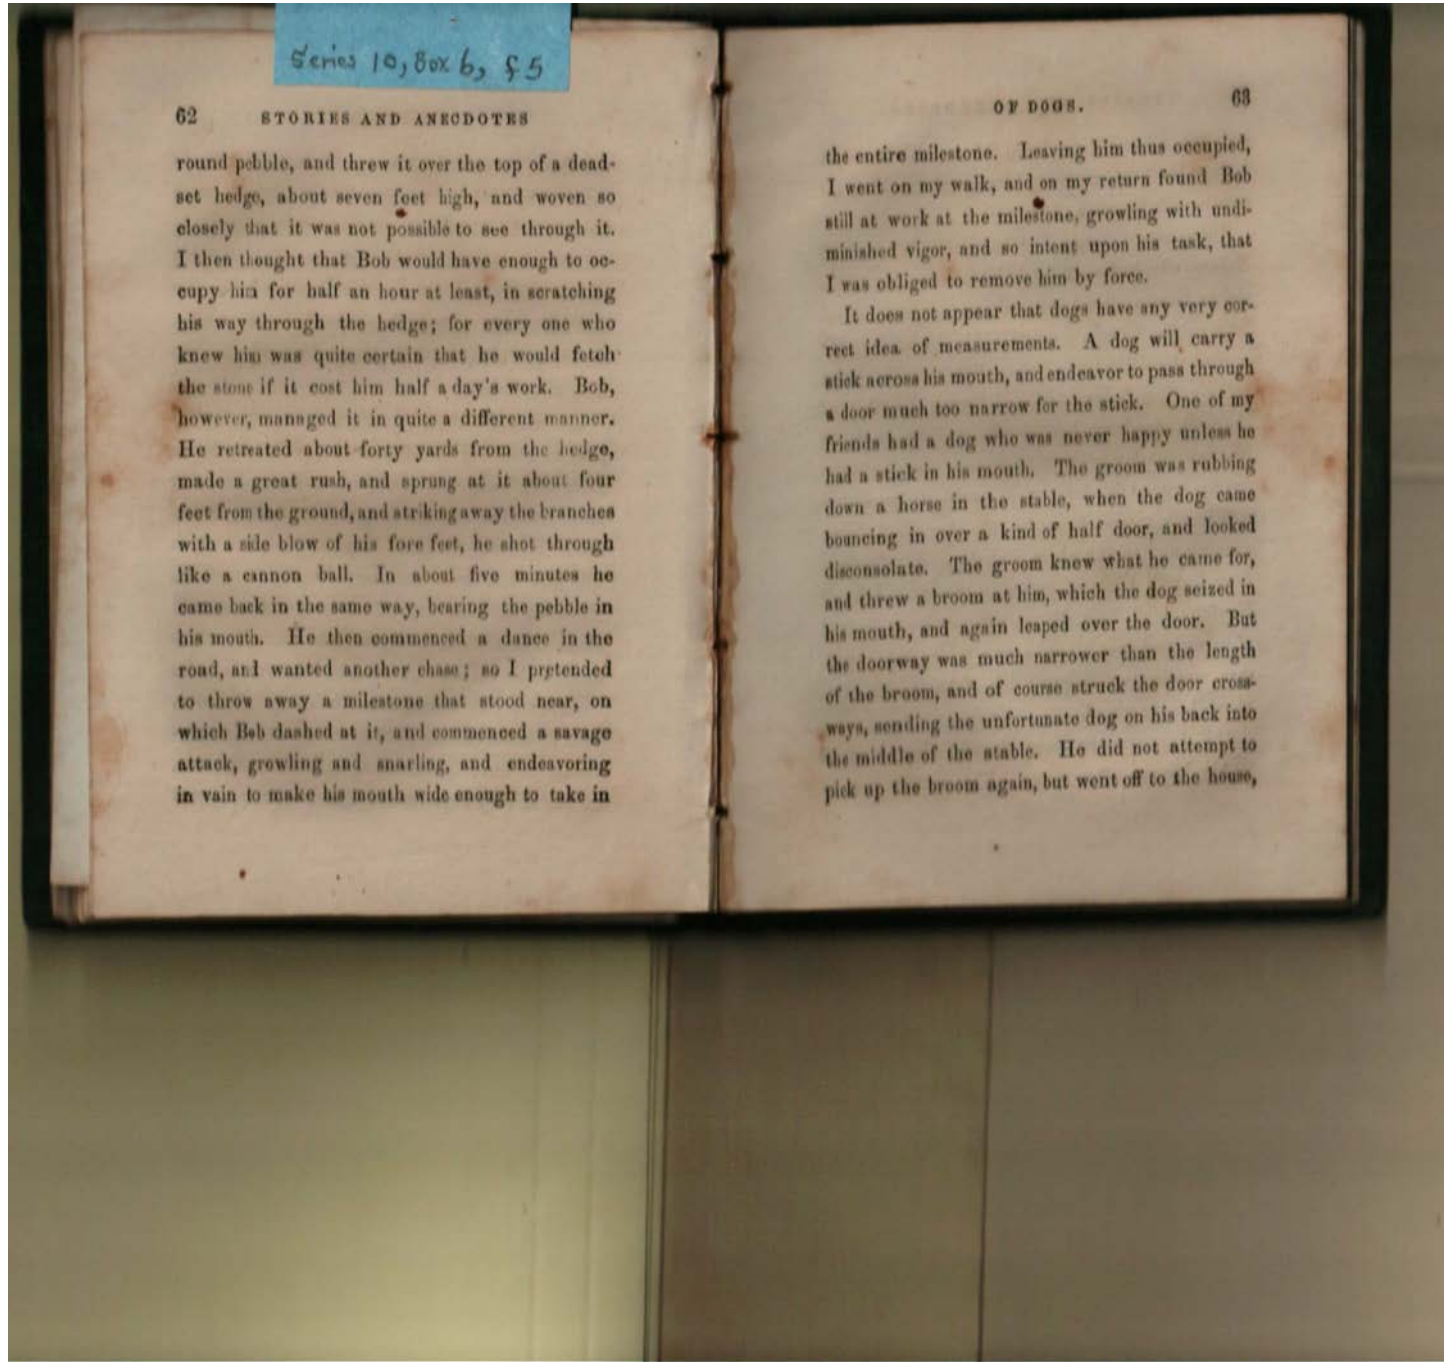 Series 10, Box 6, f 5
62 STORIES AND ANECDOTES
round pebble, and threw it over the top of a dead-
set hedge, about seven feet high, and woven so
closely that it was not possible to see through it.
I then thought that Bob would have enough to oc-
cupy him for half an hour at least, in scratching
his way through the hedge; for every one who
knew him was quite certain that he would fetch
the stone if it cost him half a day's work. Bob,
however, managed it in quite a different manner.
He retreated about forty yards from the hedge,
made a great rush, and sprung at it about four
feet from the ground, and striking away the branches
with a side blow of his fore feet, he shot through
like a cannon ball. In about five minutes he
came back in the same way, bearing the pebble in
his mouth. He then commenced a dance in the
road, and wanted another chase; so I pretended
to throw away a milestone that stood near, on
which Bob dashed at it, and commenced a savage
attack, growling and snarling, and endeavoring
in vain to make his mouth wide enough to take in
OF DOGS. 63
the entire milestone. Leaving him thus occupied,
I went on my walk, and on my return found Bob
still at work at the milestone, growling with undi-
minished vigor, and so intent upon his task, that
I was obliged to remove him by force.
It does not appear that dogs have any very cor-
rect idea of measurements. A dog will carry a
stick across his mouth, and endeavor to pass through
a door much too narrow for the stick. One of my
friends had a dog who was never happy unless he
had a stick in his mouth. The groom was rubbing
down a horse in the stable, when the dog came
bouncing in over a kind of half door, and looked
disconsolate. The groom knew what he came for,
and threw a broom at him, which the dog seized in
his mouth, and again leaped over the door. But
the doorway was much narrower than the length
of the broom, and of course struck the door cross-
ways, sending the unfortunate dog on his back into
the middle of the stable. He did not attempt to
pick up the broom again, but went off to the house,